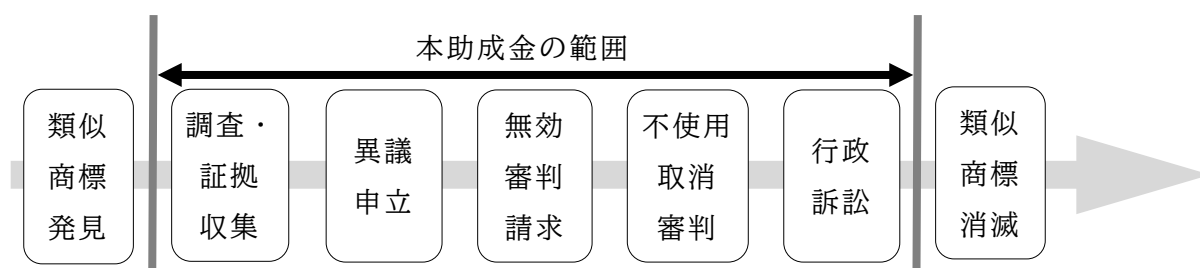 本助成金の範囲
類似
商標
発見
調査・
証拠
収集
異議
申立
無効
審判
請求
不使用
取消
審判
行政
訴訟
類似
商標
消滅